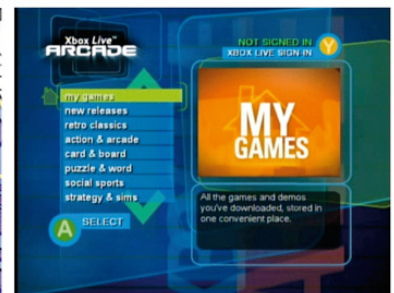 Xbox Live™
ARCADE
NOT SIGNED IN
XBOX LIVE SIGN-IN
Y
my games
new releases
retro classics
action & arcade
card & board
puzzle & word
social sports
strategy & sims
A SELECT
MY
GAMES
All the games and demos
you've downloaded, stored in
one convenient place.